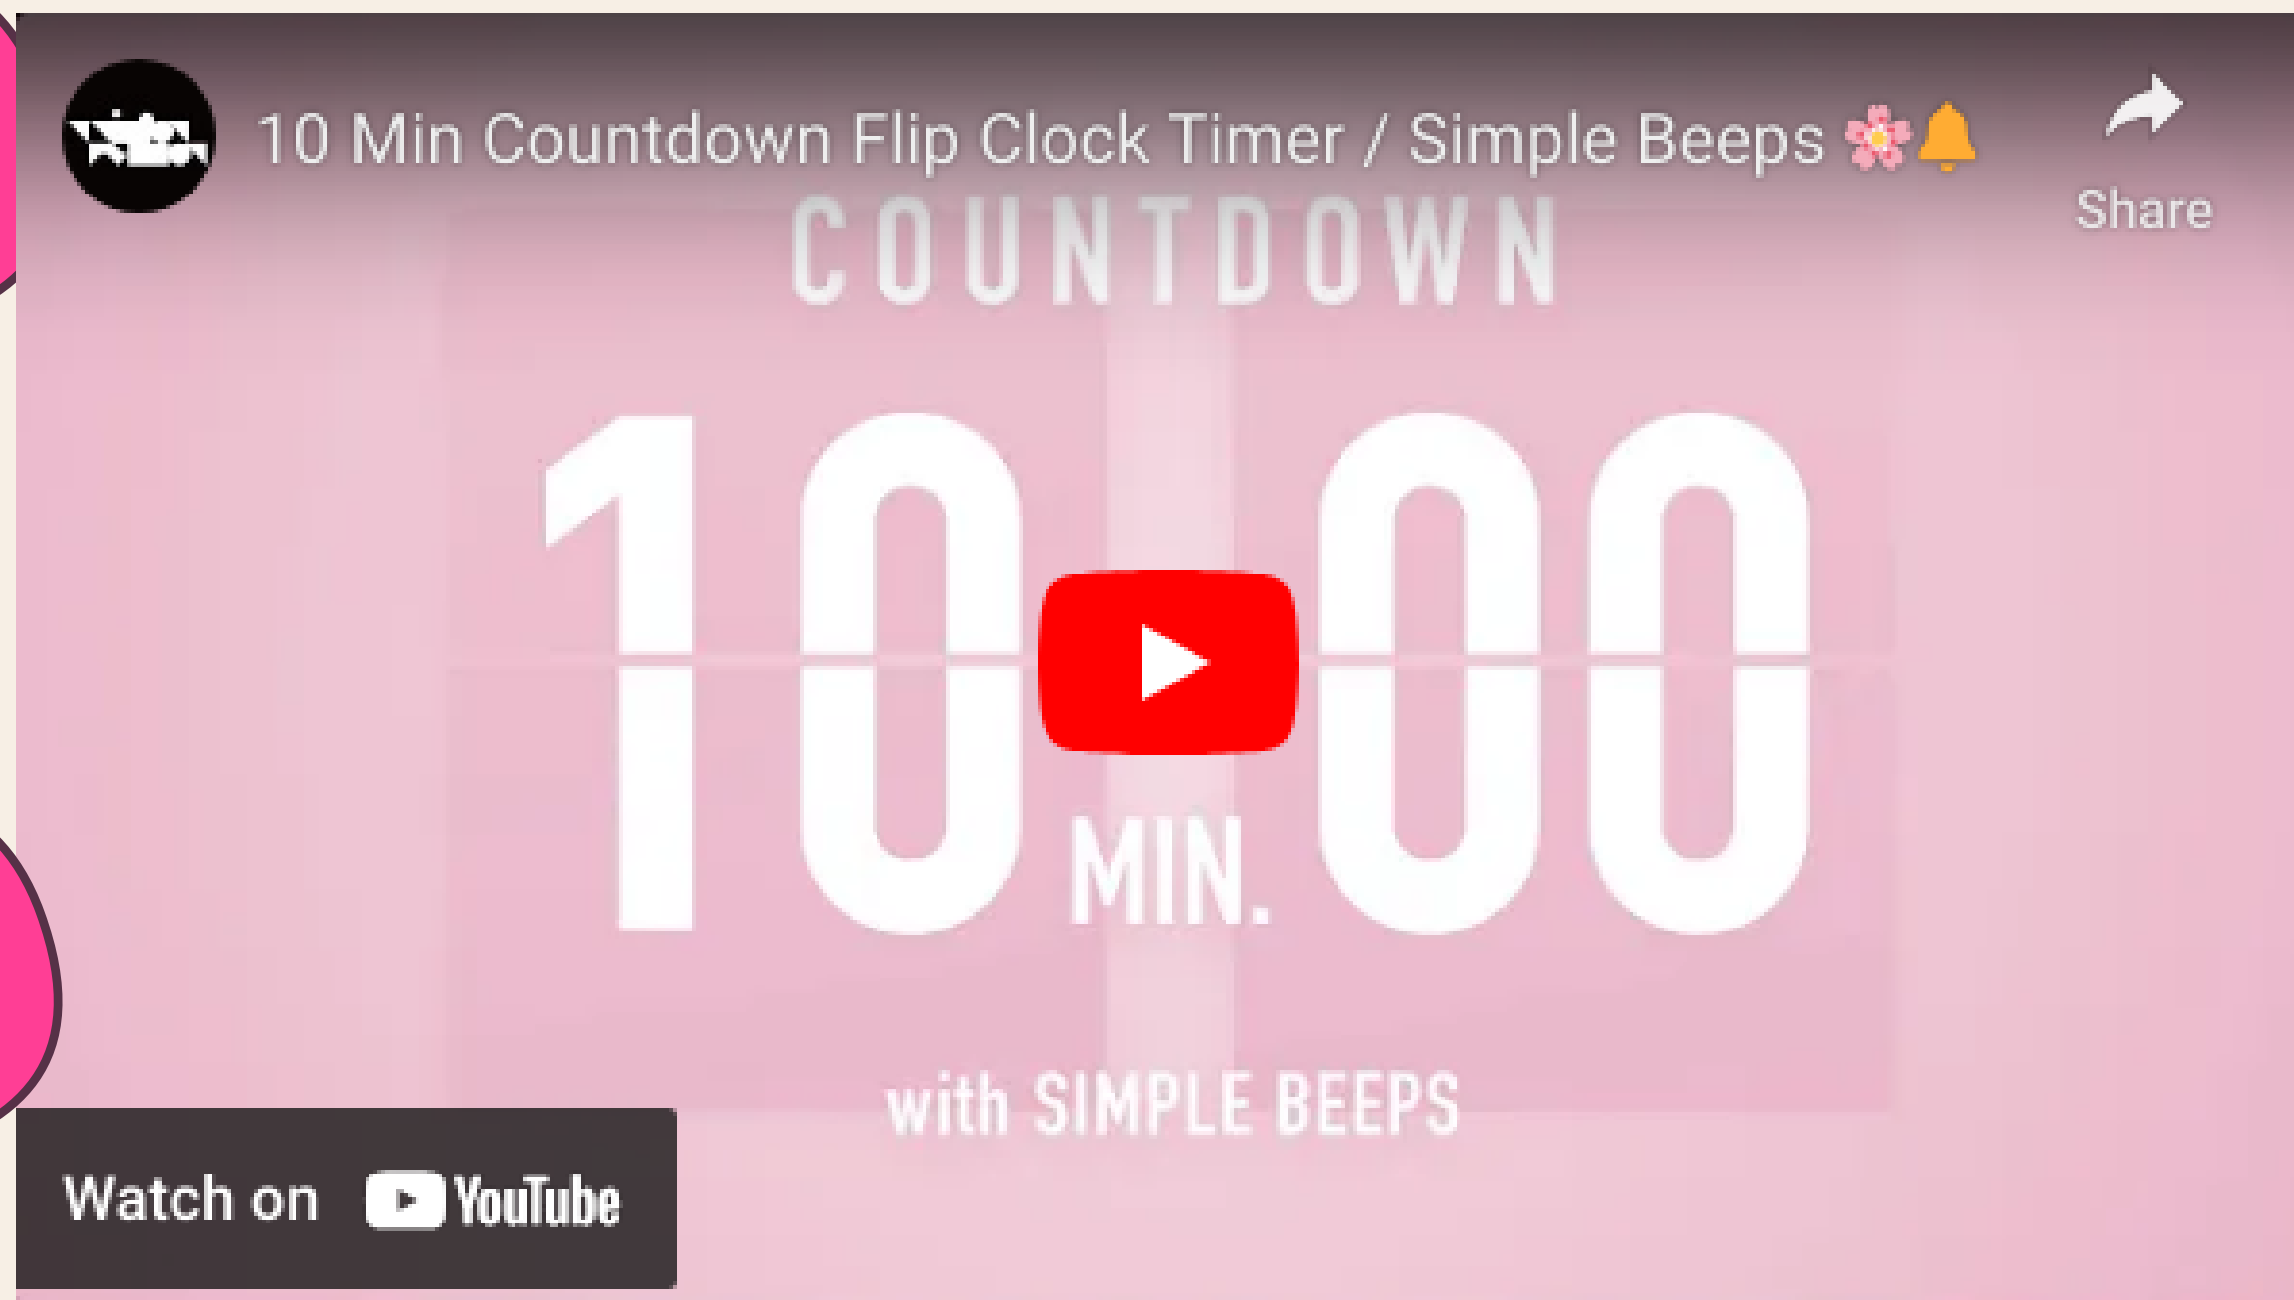 10 Min Countdown Flip Clock Timer / Simple Beeps 🌸🔔
Share
COUNTDOWN
10 00
MIN.
with SIMPLE BEEPS
Watch on YouTube